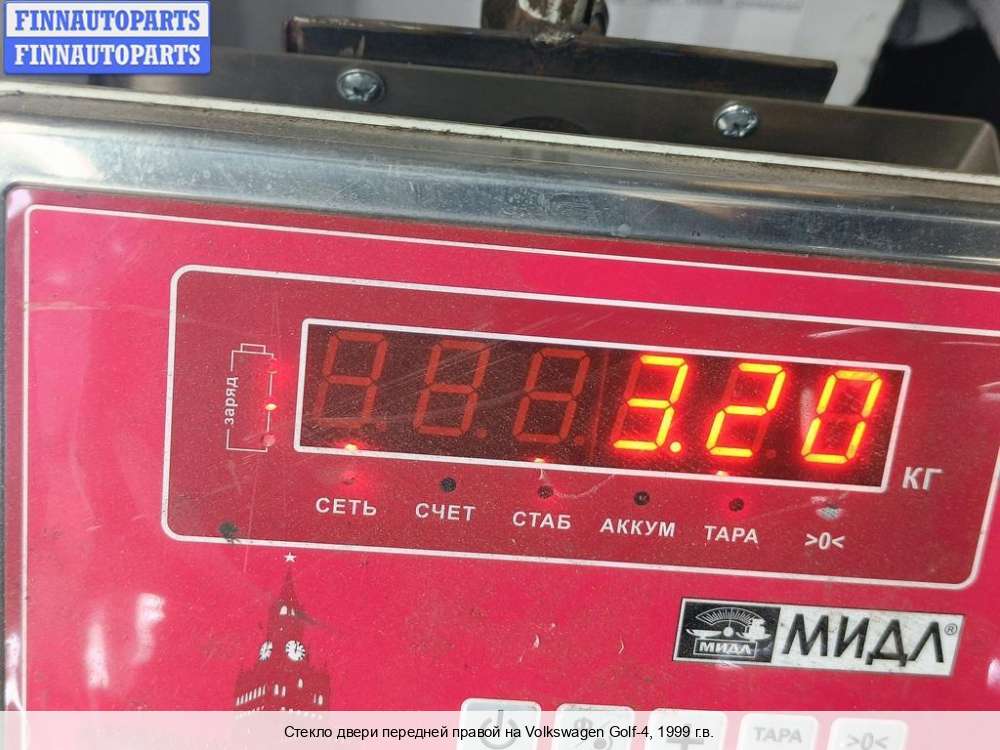 FINNAUTOPARTS
FINNAUTOPARTS
заряд
3.20
КГ
СЕТЬ СЧЕТ СТАБ АККУМ ТАРА >0<
МИДЛ МИДЛ®
ТАРА >0<
Стекло двери передней правой на Volkswagen Golf-4, 1999 г.в.